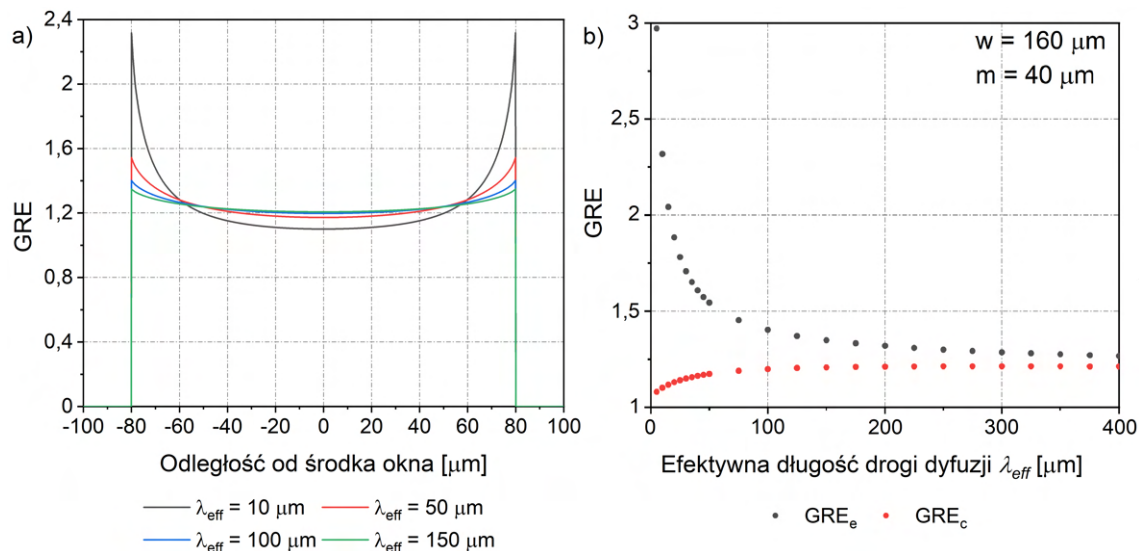 a)
2,4
2
1,6
1,2
0,8
0,4
0
GRE
-100 -80 -60 -40 -20 0 20 40 60 80 100
Odległość od środka okna [μm]
λeff = 10 μm λeff = 50 μm
λeff = 100 μm λeff = 150 μm
b)
w = 160 μm
m = 40 μm
3
2,5
2
1,5
1
GRE
0 100 200 300 400
Efektywna długość drogi dyfuzji λeff [μm]
GREe GREc